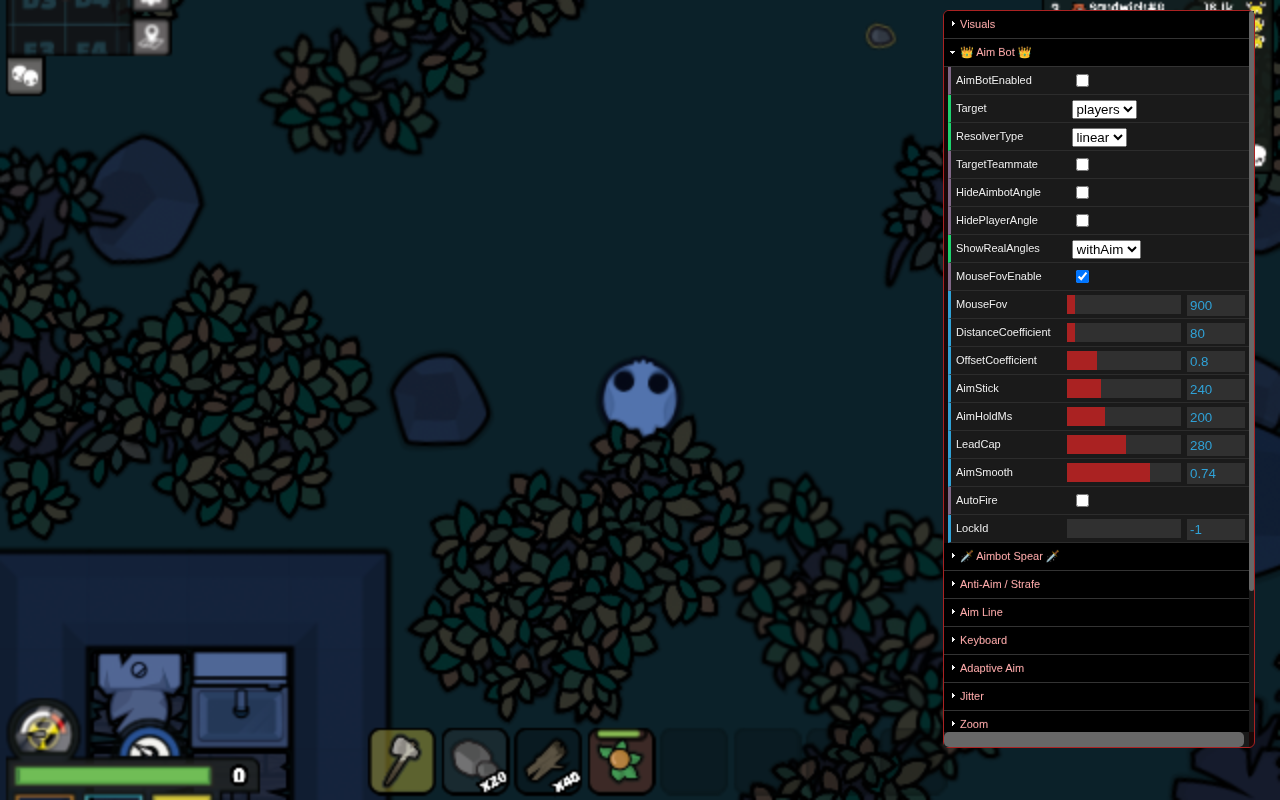 Visuals
👑 Aim Bot 👑
AimBotEnabled
Target players
ResolverType linear
TargetTeammate
HideAimbotAngle
HidePlayerAngle
ShowRealAngles withAim
MouseFovEnable
MouseFov 900
DistanceCoefficient 80
OffsetCoefficient 0.8
AimStick 240
AimHoldMs 200
LeadCap 280
AimSmooth 0.74
AutoFire
LockId -1
🗡️ Aimbot Spear 🗡️
Anti-Aim / Strafe
Aim Line
Keyboard
Adaptive Aim
Jitter
Zoom
0
X20
X40